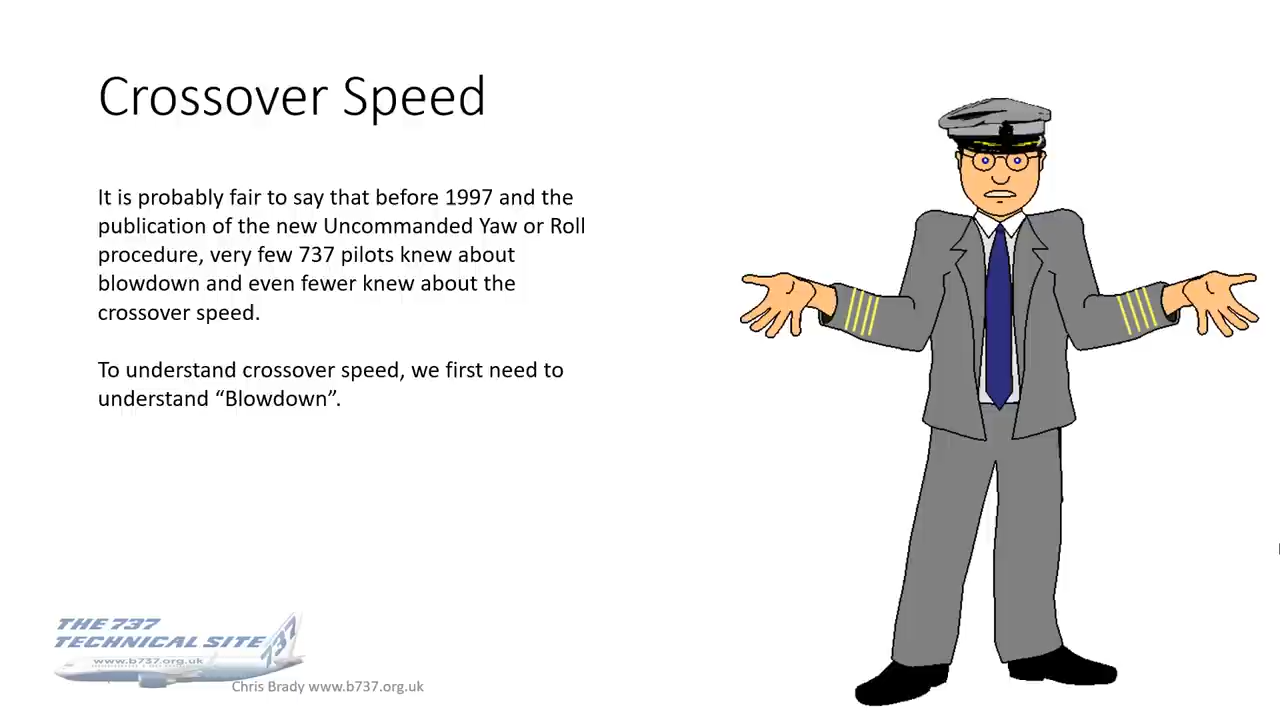 Crossover Speed
It is probably fair to say that before 1997 and the
publication of the new Uncommanded Yaw or Roll
procedure, very few 737 pilots knew about
blowdown and even fewer knew about the
crossover speed.
To understand crossover speed, we first need to
understand “Blowdown”.
THE 737
TECHNICAL SITE
737
www.b737.org.uk
Chris Brady www.b737.org.uk